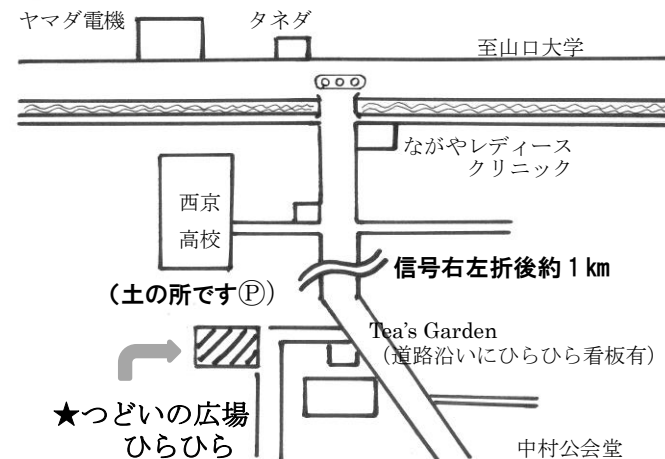 ヤマダ電機
タネダ
至山口大学
ながやレディース
クリニック
西京
高校
信号右左折後約1km
（土の所ですⓅ）
Tea's Garden
（道路沿いにひらひら看板有）
★つどいの広場
ひらひら
中村公会堂